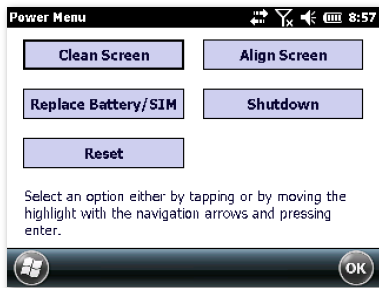 Power Menu 8:57
Clean Screen Align Screen
Replace Battery/SIM Shutdown
Reset
Select an option either by tapping or by moving the
highlight with the navigation arrows and pressing
enter.
OK